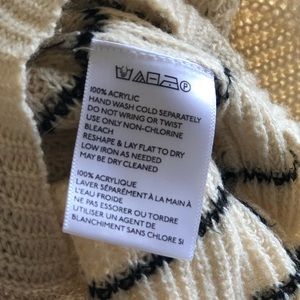 100% ACRYLIC
HAND WASH COLD SEPARATELY
DO NOT WRING OR TWIST
USE ONLY NON-CHLORINE
BLEACH
RESHAPE & LAY FLAT TO DRY
LOW IRON AS NEEDED
MAY BE DRY CLEANED
100% ACRYLIQUE
LAVER SÉPARÉMENT À LA MAIN À
L'EAU FROIDE
NE PAS ESSORER OU TORDRE
UTILISER UN AGENT DE
BLANCHIMENT SANS CHLORE SI